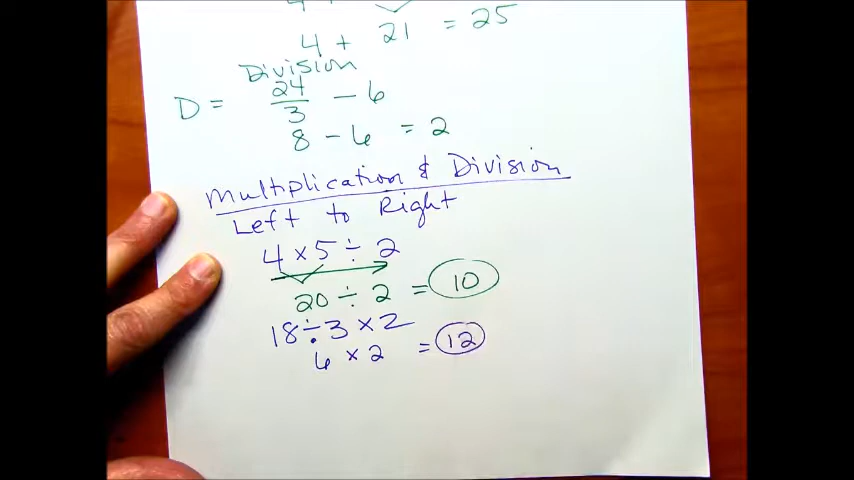 4 + 21 = 25
Division
D = 24/3 - 6
8 - 6 = 2
Multiplication & Division
Left to Right
4 × 5 ÷ 2
20 ÷ 2 = 10
18 ÷ 3 × 2
6 × 2 = 12